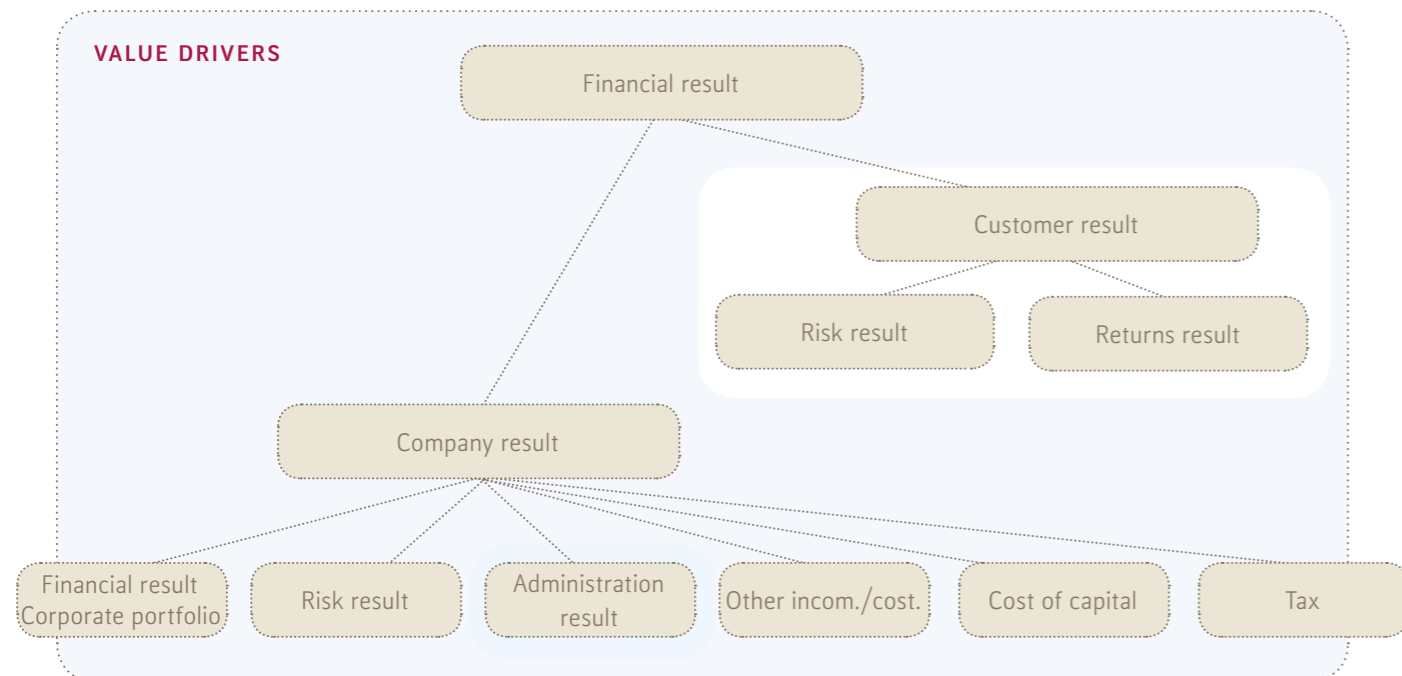 VALUE DRIVERS
Financial result
Customer result
Risk result
Returns result
Company result
Financial result
Corporate portfolio
Risk result
Administration
result
Other incom./cost.
Cost of capital
Tax